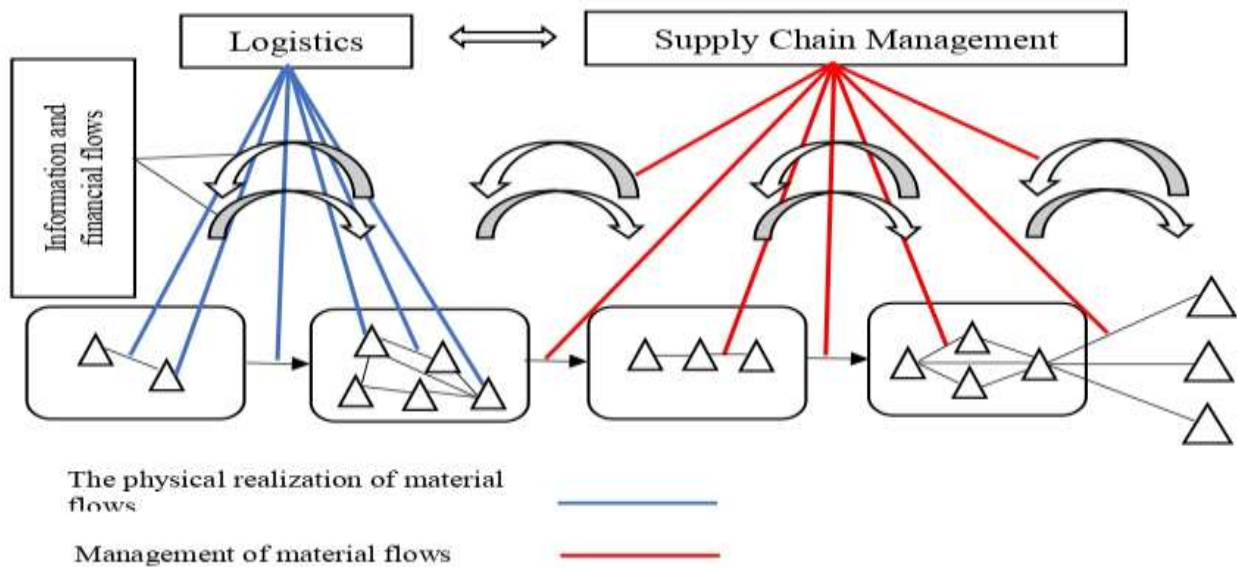 Logistics
Supply Chain Management
Information and
financial flows
The physical realization of material
flows
Management of material flows